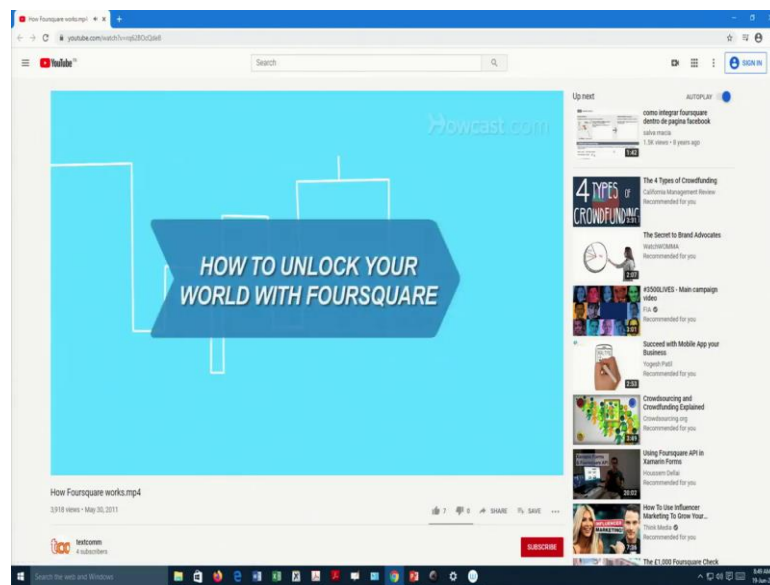 How Foursquare works.mp4
YouTube
Search
SIGN IN
Howcast.com
HOW TO UNLOCK YOUR
WORLD WITH FOURSQUARE
How Foursquare works.mp4
3,918 views • May 30, 2011
7
0
SHARE
SAVE
textcomm
4 subscribers
SUBSCRIBE
Up next
AUTOPLAY
como integrar foursquare
dentro de pagina facebook
salva macia
1.5K views • 8 years ago
1:42
4 TYPES OF
CROWDFUNDING
The 4 Types of Crowdfunding
California Management Review
Recommended for you
The Secret to Brand Advocates
WatchWOMMA
Recommended for you
2:07
#3500LIVES - Main campaign
video
FIA
Recommended for you
2:01
Succeed with Mobile App your
Business
Yogesh Patil
Recommended for you
2:53
Crowdsourcing and
Crowdfunding Explained
Crowdsourcing.org
Recommended for you
3:49
Using Foursquare API in
Xamarin Forms
Houssem Dellai
Recommended for you
20:02
How To Use Influencer
Marketing To Grow Your...
Think Media
Recommended for you
INFLUENCER
MARKETING
7:36
The £1,000 Foursquare Check
Search the web and Windows
8:49 AM